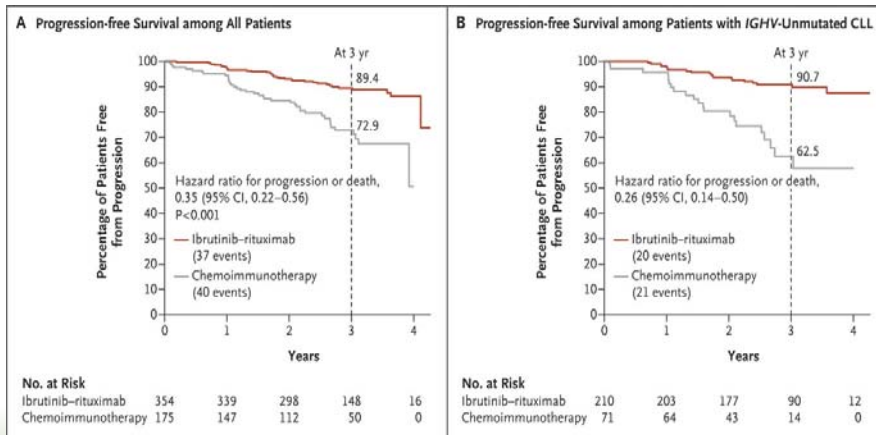 A Progression-free Survival among All Patients
Percentage of Patients Free
from Progression
100
90
80
70
60
50
40
30
20
10
0
At 3 yr
89.4
72.9
Hazard ratio for progression or death,
0.35 (95% CI, 0.22–0.56)
P<0.001
Ibrutinib–rituximab
(37 events)
Chemoimmunotherapy
(40 events)
0 1 2 3 4
Years
No. at Risk
Ibrutinib–rituximab 354 339 298 148 16
Chemoimmunotherapy 175 147 112 50 0
B Progression-free Survival among Patients with IGHV-Unmutated CLL
Percentage of Patients Free
from Progression
100
90
80
70
60
50
40
30
20
10
0
At 3 yr
90.7
62.5
Hazard ratio for progression or death,
0.26 (95% CI, 0.14–0.50)
Ibrutinib–rituximab
(20 events)
Chemoimmunotherapy
(21 events)
0 1 2 3 4
Years
No. at Risk
Ibrutinib–rituximab 210 203 177 90 12
Chemoimmunotherapy 71 64 43 14 0